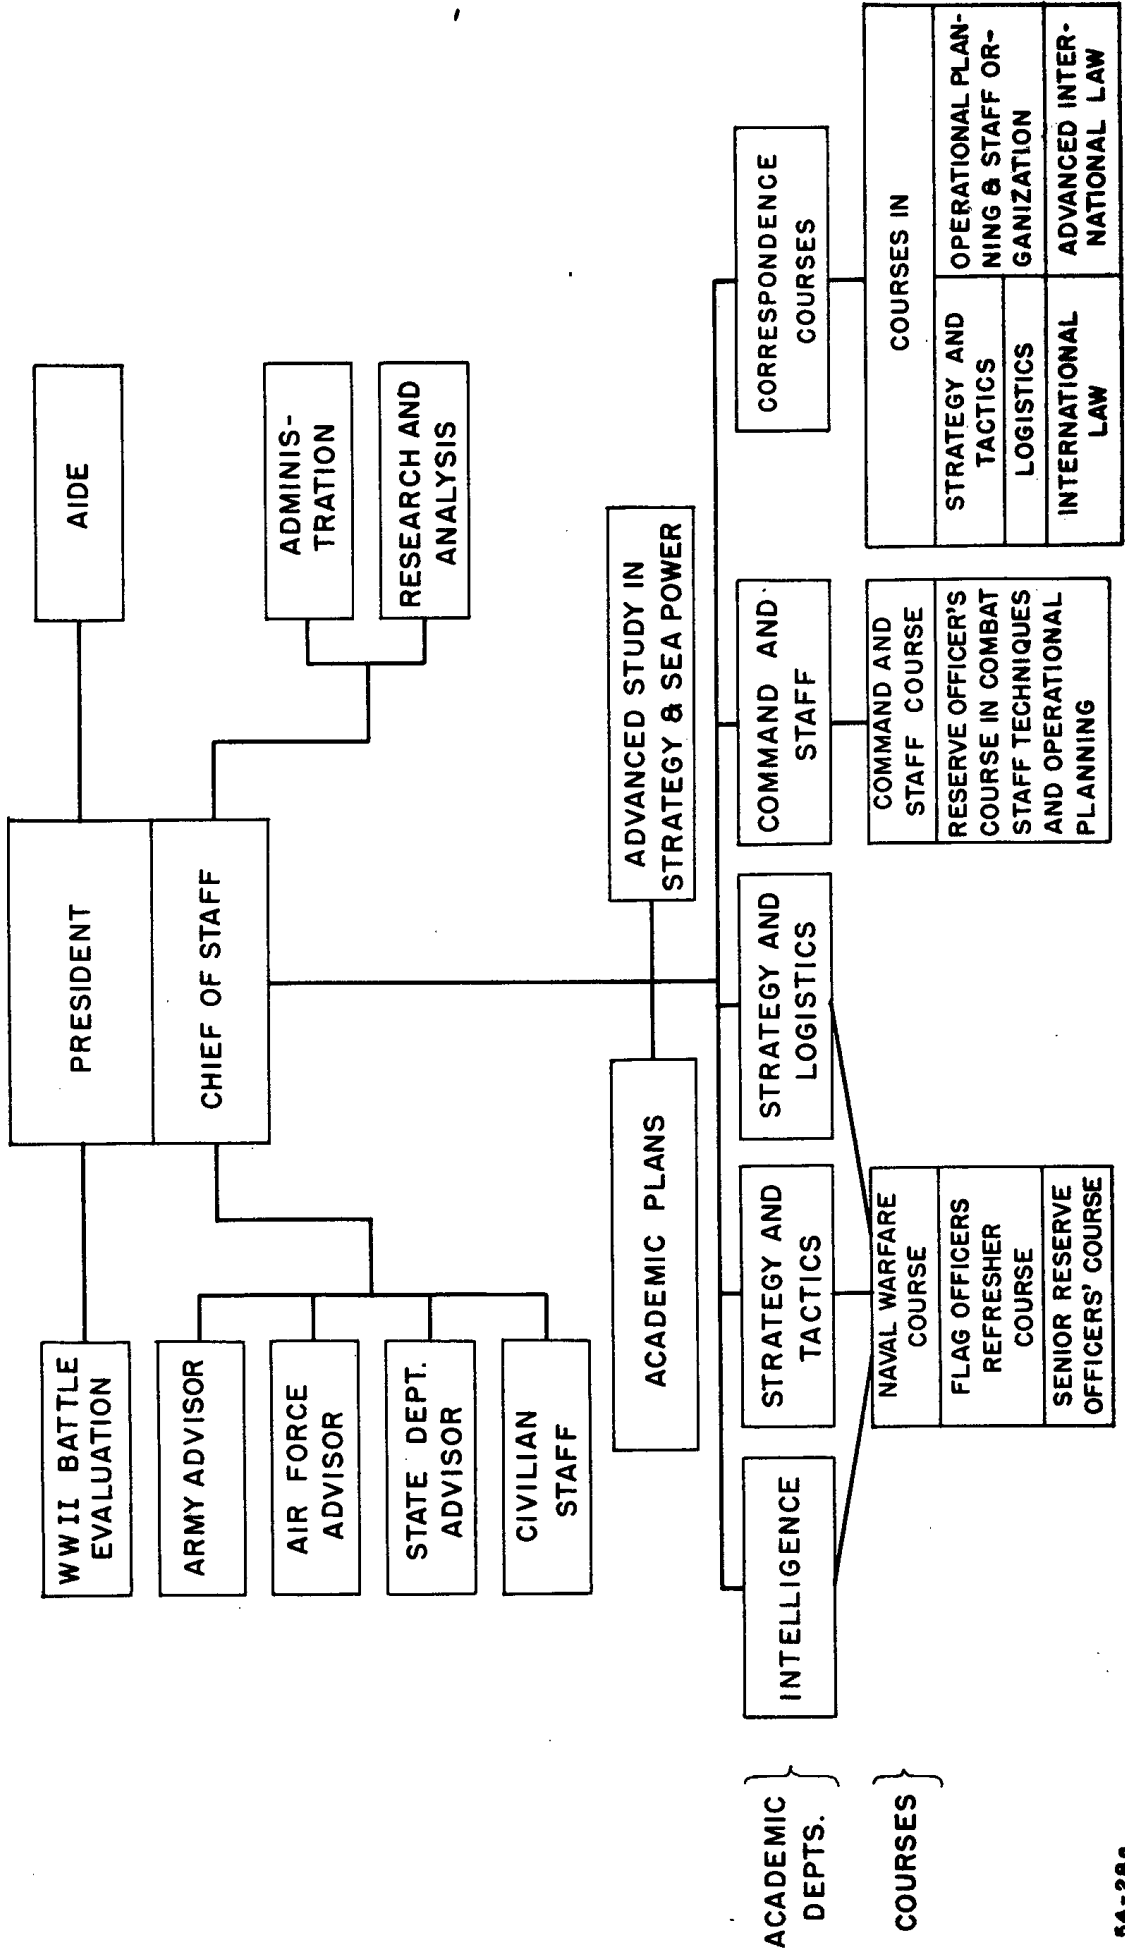 PRESIDENT
CHIEF OF STAFF
AIDE
WWII BATTLE
EVALUATION
ARMY ADVISOR
AIR FORCE
ADVISOR
STATE DEPT.
ADVISOR
CIVILIAN
STAFF
ADMINIS-
TRATION
RESEARCH AND
ANALYSIS
ACADEMIC PLANS
ADVANCED STUDY IN
STRATEGY & SEA POWER
ACADEMIC
DEPTS.
INTELLIGENCE
STRATEGY AND
TACTICS
STRATEGY AND
LOGISTICS
COMMAND AND
STAFF
CORRESPONDENCE
COURSES
COURSES
NAVAL WARFARE
COURSE
FLAG OFFICERS
REFRESHER
COURSE
SENIOR RESERVE
OFFICERS' COURSE
COMMAND AND
STAFF COURSE
RESERVE OFFICER'S
COURSE IN COMBAT
STAFF TECHNIQUES
AND OPERATIONAL
PLANNING
COURSES IN
STRATEGY AND
TACTICS
LOGISTICS
INTERNATIONAL
LAW
OPERATIONAL PLAN-
NING & STAFF OR-
GANIZATION
ADVANCED INTER-
NATIONAL LAW